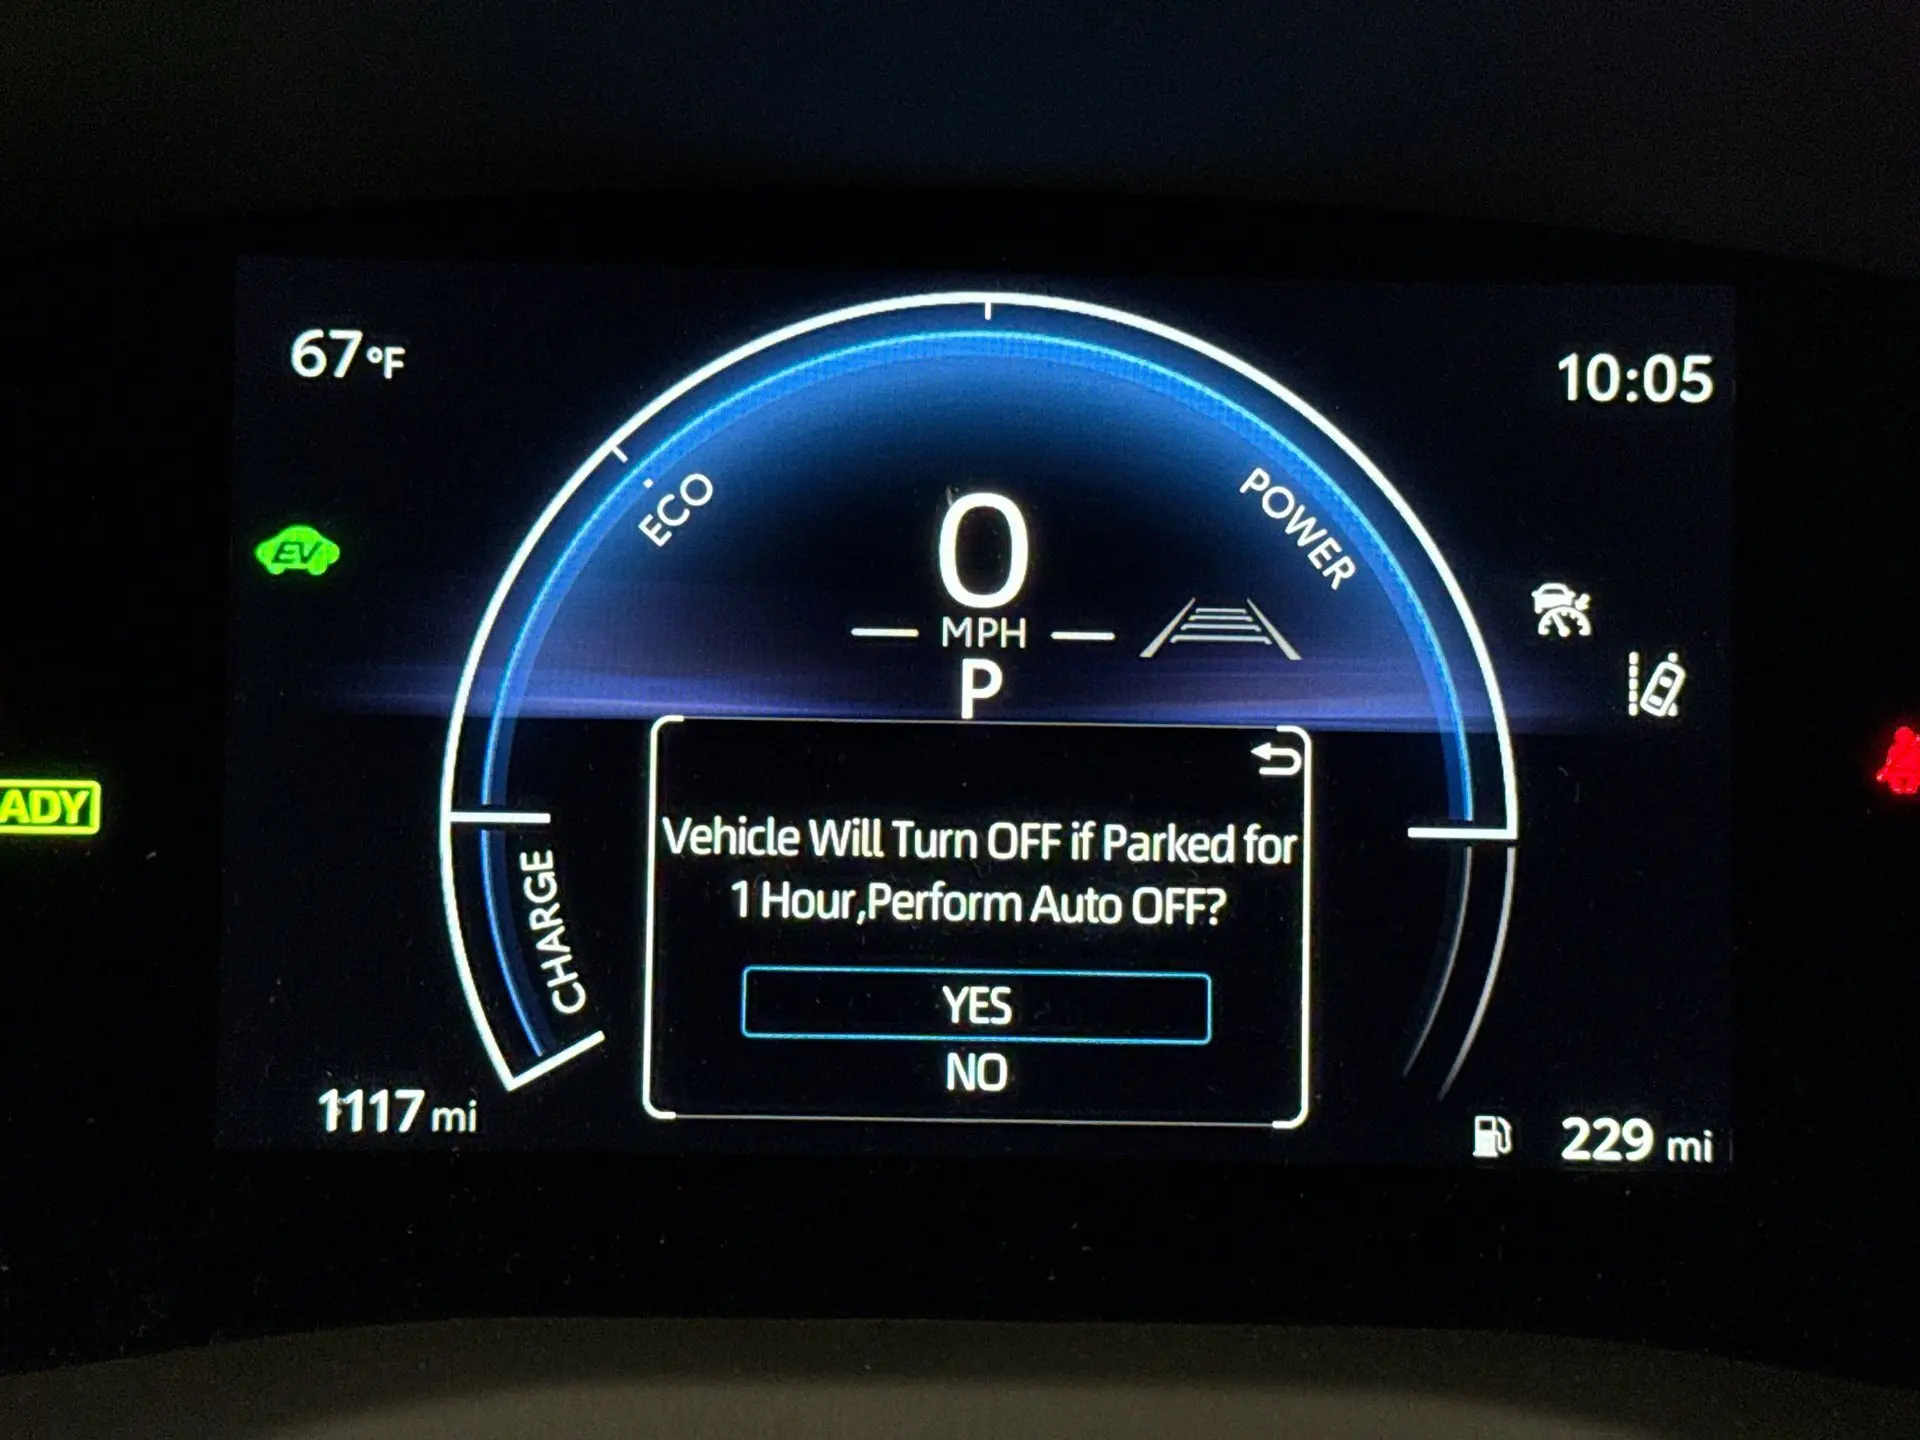 67°F
10:05
ECO
POWER
EV
0
MPH
P
ADY
CHARGE
Vehicle Will Turn OFF if Parked for
1 Hour,Perform Auto OFF?
YES
NO
1117 mi
229 mi